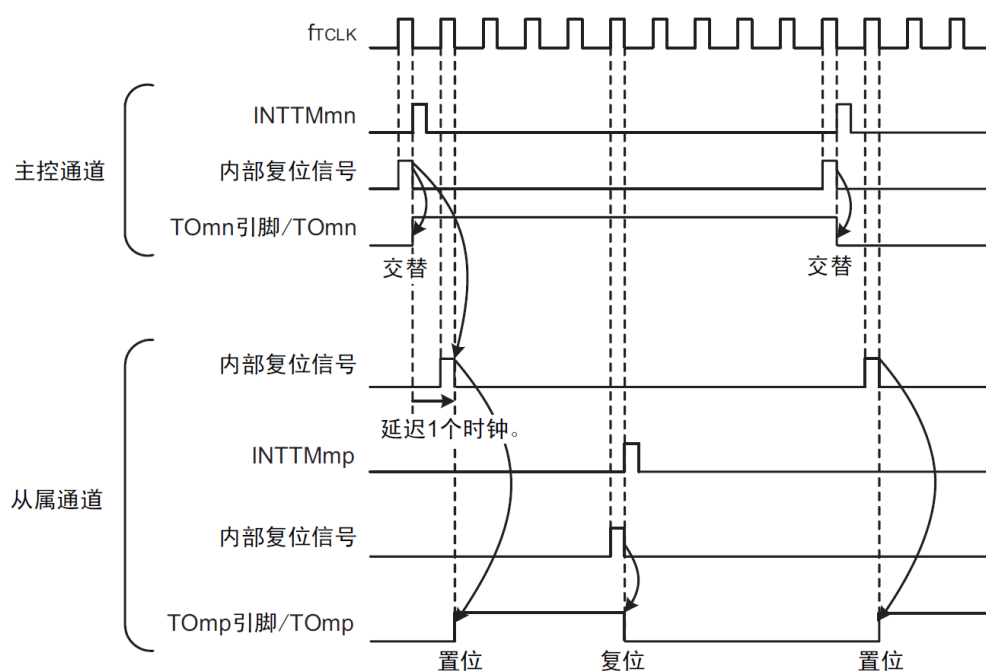 fTCLK
INTTMmn
主控通道
内部复位信号
TOmn引脚/TOmn
交替
交替
内部复位信号
延迟1个时钟。
INTTMmp
从属通道
内部复位信号
TOmp引脚/TOmp
置位
复位
置位